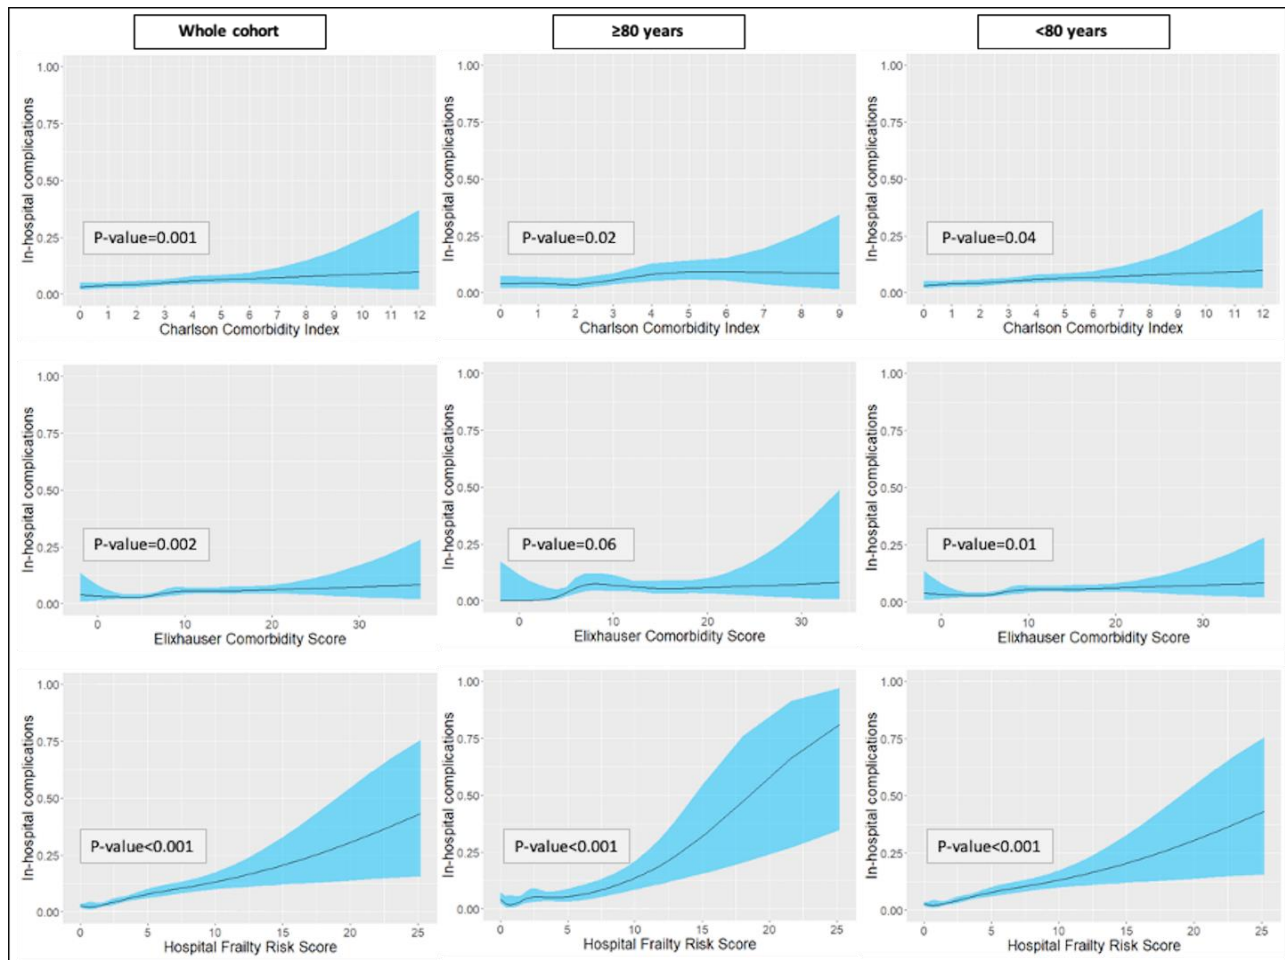 Whole cohort
≥80 years
<80 years
In-hospital complications
1.00
0.75
0.50
0.25
0.00
P-value=0.001
0 1 2 3 4 5 6 7 8 9 10 11 12
Charlson Comorbidity Index
In-hospital complications
1.00
0.75
0.50
0.25
0.00
P-value=0.02
0 1 2 3 4 5 6 7 8 9
Charlson Comorbidity Index
In-hospital complications
1.00
0.75
0.50
0.25
0.00
P-value=0.04
0 1 2 3 4 5 6 7 8 9 10 11 12
Charlson Comorbidity Index
In-hospital complications
1.00
0.75
0.50
0.25
0.00
P-value=0.002
0 10 20 30
Elixhauser Comorbidity Score
In-hospital complications
1.00
0.75
0.50
0.25
0.00
P-value=0.06
0 10 20 30
Elixhauser Comorbidity Score
In-hospital complications
1.00
0.75
0.50
0.25
0.00
P-value=0.01
0 10 20 30
Elixhauser Comorbidity Score
In-hospital complications
1.00
0.75
0.50
0.25
0.00
P-value<0.001
0 5 10 15 20 25
Hospital Frailty Risk Score
In-hospital complications
1.00
0.75
0.50
0.25
0.00
P-value<0.001
0 5 10 15 20 25
Hospital Frailty Risk Score
In-hospital complications
1.00
0.75
0.50
0.25
0.00
P-value<0.001
0 5 10 15 20 25
Hospital Frailty Risk Score